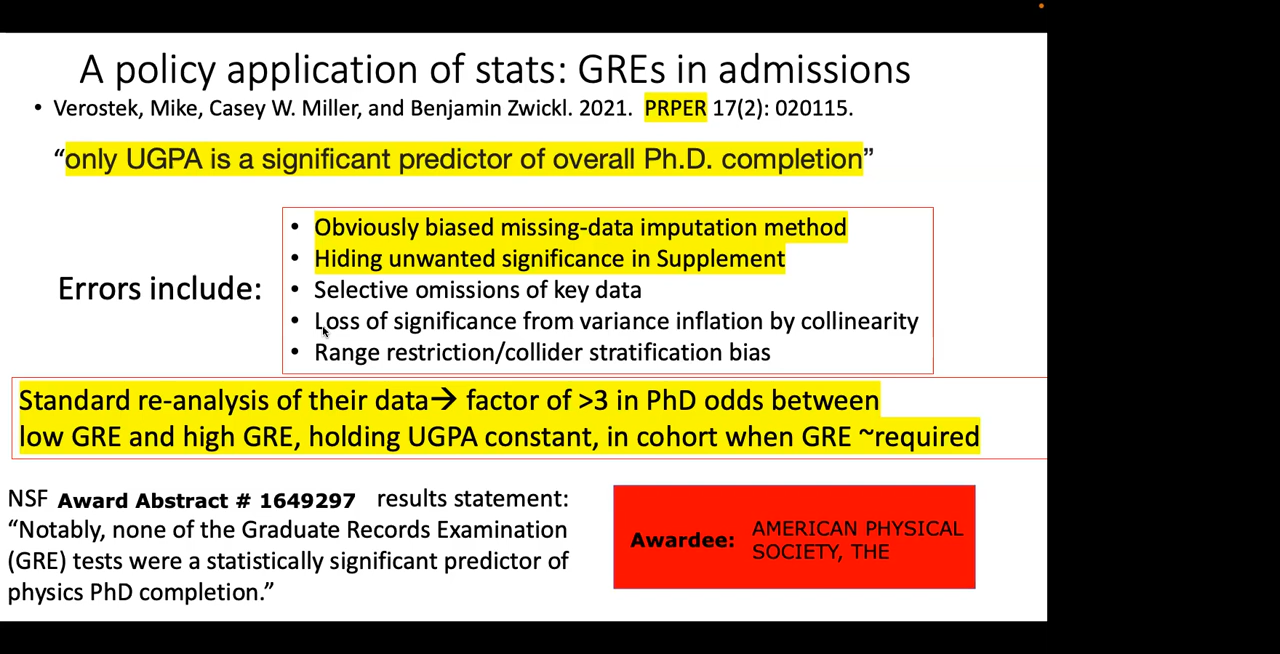 A policy application of stats: GREs in admissions
• Verostek, Mike, Casey W. Miller, and Benjamin Zwickl. 2021. PRPER 17(2): 020115.
“only UGPA is a significant predictor of overall Ph.D. completion”
Errors include:
• Obviously biased missing-data imputation method
• Hiding unwanted significance in Supplement
• Selective omissions of key data
• Loss of significance from variance inflation by collinearity
• Range restriction/collider stratification bias
Standard re-analysis of their data→ factor of >3 in PhD odds between
low GRE and high GRE, holding UGPA constant, in cohort when GRE ~required
NSF Award Abstract # 1649297 results statement:
“Notably, none of the Graduate Records Examination
(GRE) tests were a statistically significant predictor of
physics PhD completion.”
Awardee: AMERICAN PHYSICAL
SOCIETY, THE